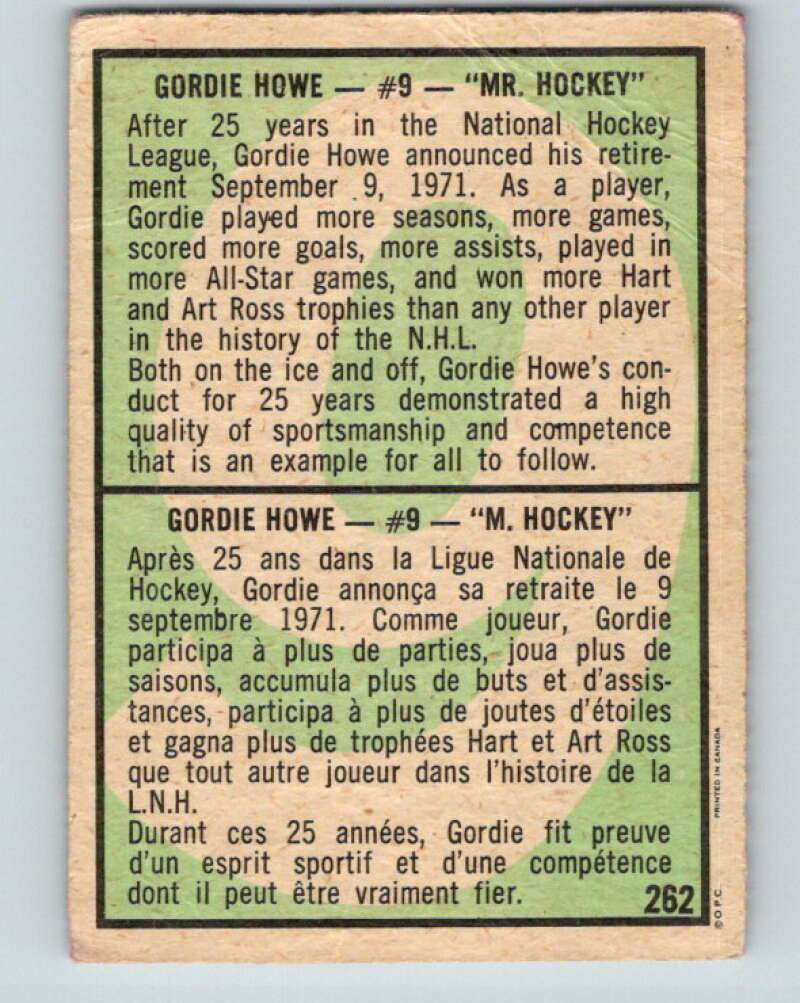 GORDIE HOWE — #9 — "MR. HOCKEY"
After 25 years in the National Hockey
League, Gordie Howe announced his retire-
ment September 9, 1971. As a player,
Gordie played more seasons, more games,
scored more goals, more assists, played in
more All-Star games, and won more Hart
and Art Ross trophies than any other player
in the history of the N.H.L.
Both on the ice and off, Gordie Howe's con-
duct for 25 years demonstrated a high
quality of sportsmanship and competence
that is an example for all to follow.
GORDIE HOWE — #9 — "M. HOCKEY"
Après 25 ans dans la Ligue Nationale de
Hockey, Gordie annonça sa retraite le 9
septembre 1971. Comme joueur, Gordie
participa à plus de parties, joua plus de
saisons, accumula plus de buts et d'assis-
tances, participa à plus de joutes d'étoiles
et gagna plus de trophées Hart et Art Ross
que tout autre joueur dans l'histoire de la
L.N.H.
Durant ces 25 années, Gordie fit preuve
d'un esprit sportif et d'une compétence
dont il peut être vraiment fier.
262
© O.P.C.
PRINTED IN CANADA